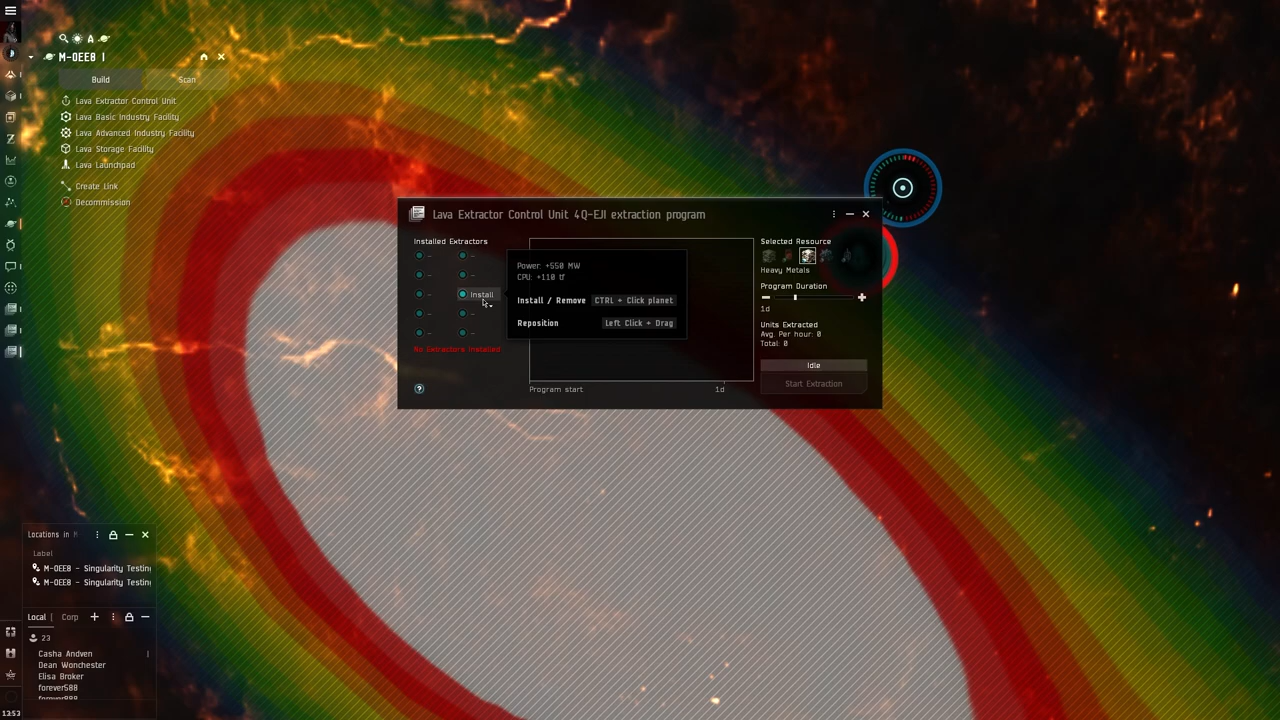 M-OEE8 I
Build
Scan
Lava Extractor Control Unit
Lava Basic Industry Facility
Lava Advanced Industry Facility
Lava Storage Facility
Lava Launchpad
Create Link
Decommission
Lava Extractor Control Unit 4Q-EJI extraction program
Installed Extractors
Install
No Extractors Installed
Power: +550 MW
CPU: +110 tf
Install / Remove CTRL + Click planet
Reposition Left Click + Drag
Program start
1d
Selected Resource
Heavy Metals
Program Duration
1d
Units Extracted
Avg. Per hour: 0
Total: 0
Idle
Start Extraction
Locations in
Label
M-OEE8 - Singularity Testing
M-OEE8 - Singularity Testing
Local
Corp
23
Casha Andven
Dean Wonchester
Elisa Broker
forever588
13:53